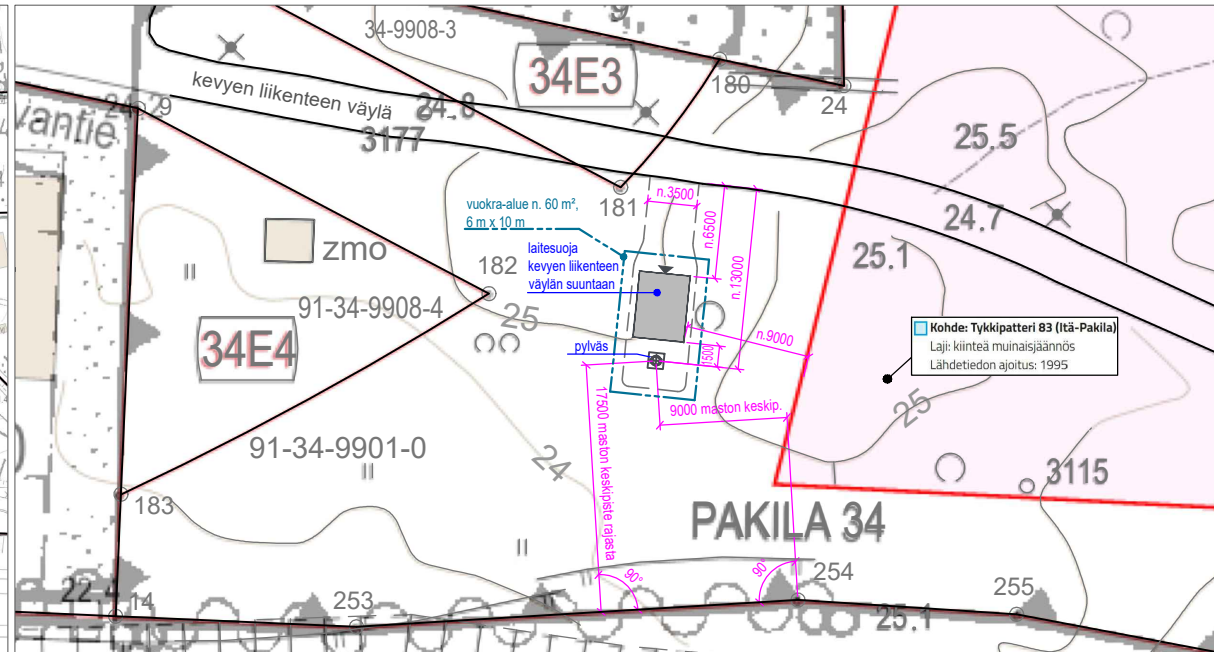 34-9908-3
34E3
180
24
24.9
kevyen liikenteen väylä
24.8
3177
vantie
25.5
24.7
25.1
181
n.3500
n.6500
n.13000
vuokra-alue n. 60 m²,
6 m x 10 m
laitesuoja
kevyen liikenteen
väylän suuntaan
zmo
182
91-34-9908-4
25
34E4
pylväs
1500
n.9000
Kohde: Tykkipatteri 83 (Itä-Pakila)
Laji: kiinteä muinaisjäännös
Lähdetiedon ajoitus: 1995
9000 maston keskip.
17500 maston keskipiste rajasta
25
91-34-9901-0
24
3115
183
PAKILA 34
90°
90°
254
255
22.4
14
253
25.1